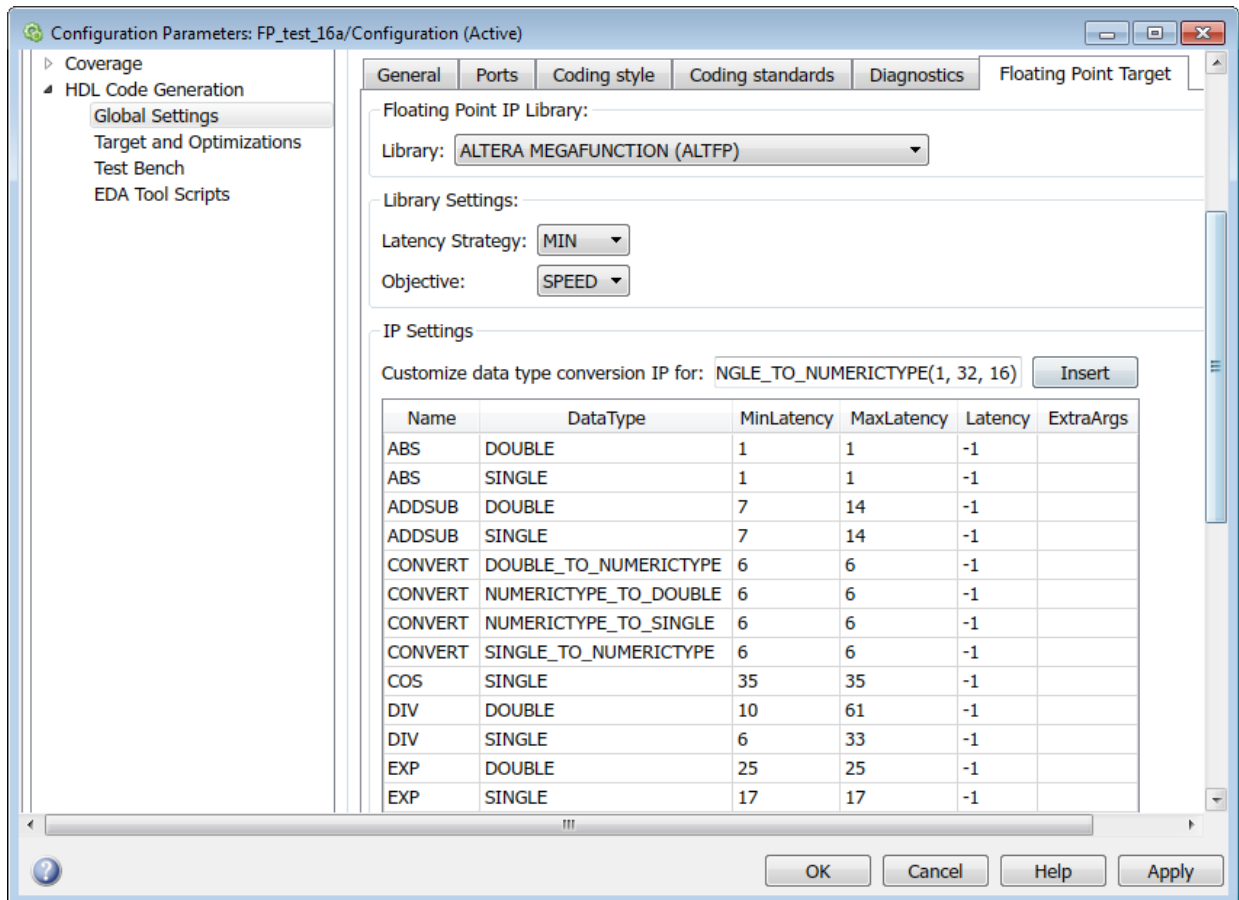 Configuration Parameters: FP_test_16a/Configuration (Active)
Coverage
HDL Code Generation
Global Settings
Target and Optimizations
Test Bench
EDA Tool Scripts
General Ports Coding style Coding standards Diagnostics Floating Point Target
Floating Point IP Library:
Library: ALTERA MEGAFUNCTION (ALTFP)
Library Settings:
Latency Strategy: MIN
Objective: SPEED
IP Settings
Customize data type conversion IP for: NGLE_TO_NUMERICTYPE(1, 32, 16) Insert
Name DataType MinLatency MaxLatency Latency ExtraArgs
ABS DOUBLE 1 1 -1
ABS SINGLE 1 1 -1
ADDSUB DOUBLE 7 14 -1
ADDSUB SINGLE 7 14 -1
CONVERT DOUBLE_TO_NUMERICTYPE 6 6 -1
CONVERT NUMERICTYPE_TO_DOUBLE 6 6 -1
CONVERT NUMERICTYPE_TO_SINGLE 6 6 -1
CONVERT SINGLE_TO_NUMERICTYPE 6 6 -1
COS SINGLE 35 35 -1
DIV DOUBLE 10 61 -1
DIV SINGLE 6 33 -1
EXP DOUBLE 25 25 -1
EXP SINGLE 17 17 -1
OK Cancel Help Apply